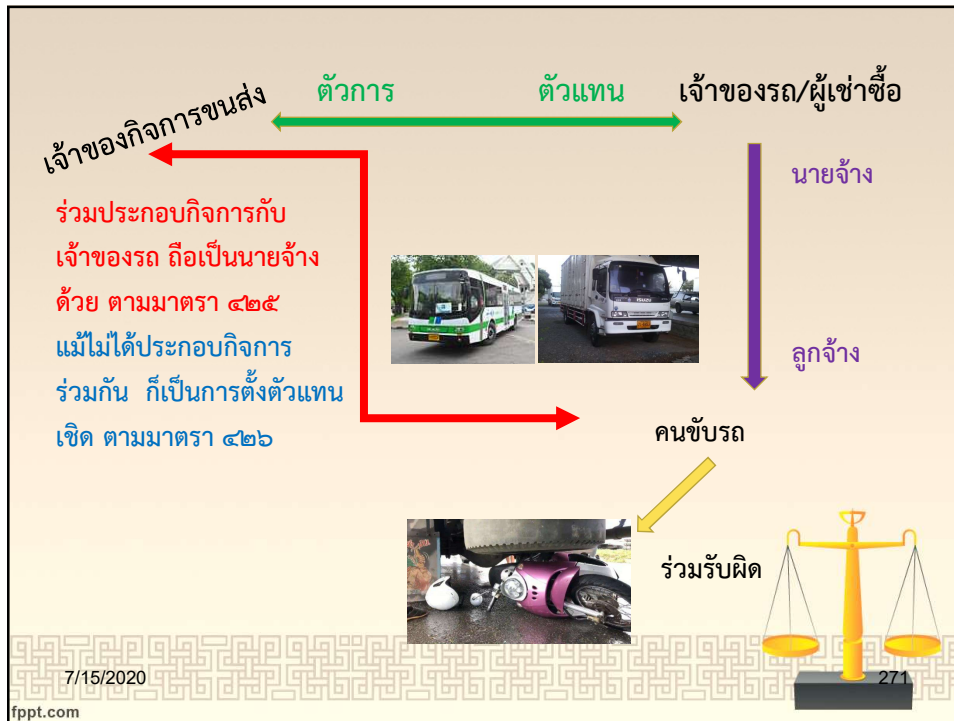 ตัวการ
ตัวแทน
เจ้าของรถ/ผู้เช่าซื้อ
เจ้าของกิจการขนส่ง
นายจ้าง
ร่วมประกอบกิจการกับ
เจ้าของรถ ถือเป็นนายจ้าง
ด้วย ตามมาตรา ๔๒๕
แม้ไม่ได้ประกอบกิจการ
ร่วมกัน ก็เป็นการตั้งตัวแทน
เชิด ตามมาตรา ๔๒๖
ISUZU
ลูกจ้าง
คนขับรถ
ร่วมรับผิด
7/15/2020
271
fppt.com